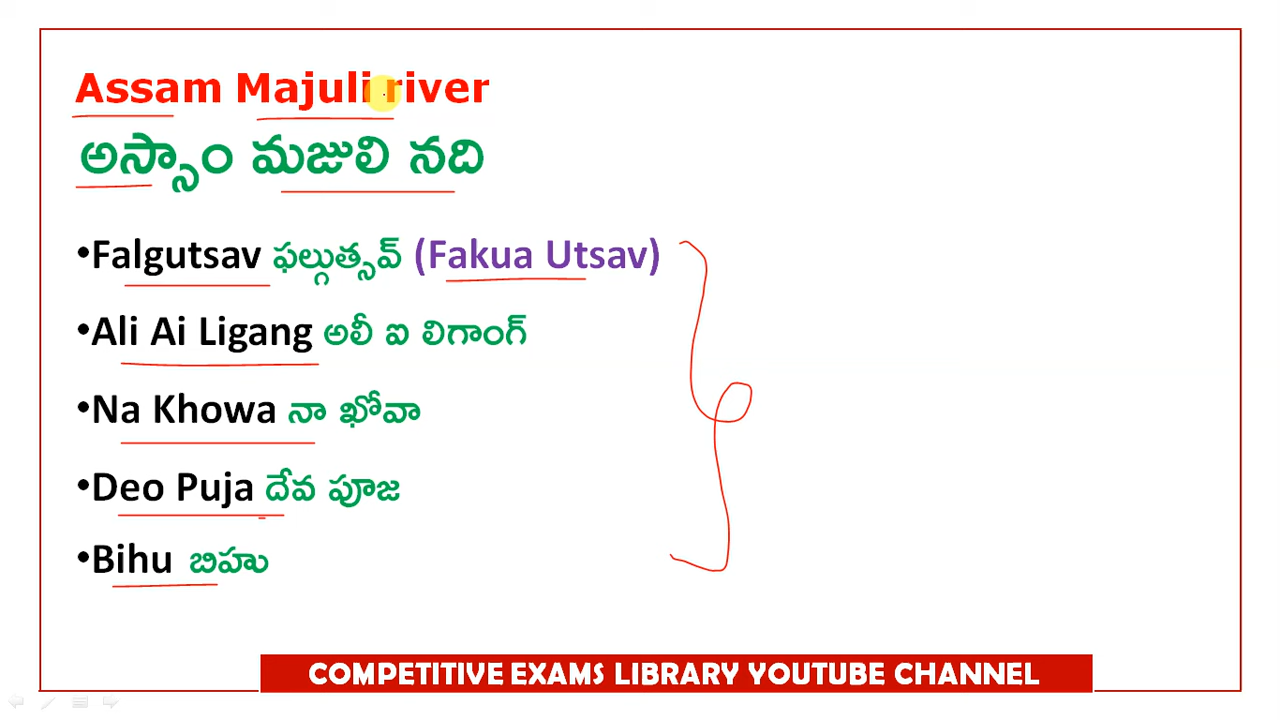 Assam Majuli river
అస్సాం మజులి నది
•Falgutsav ఫల్గుత్సవ్ (Fakua Utsav)
•Ali Ai Ligang అలీ ఐ లిగాంగ్
•Na Khowa నా ఖోవా
•Deo Puja దేవ పూజ
•Bihu బిహు
COMPETITIVE EXAMS LIBRARY YOUTUBE CHANNEL